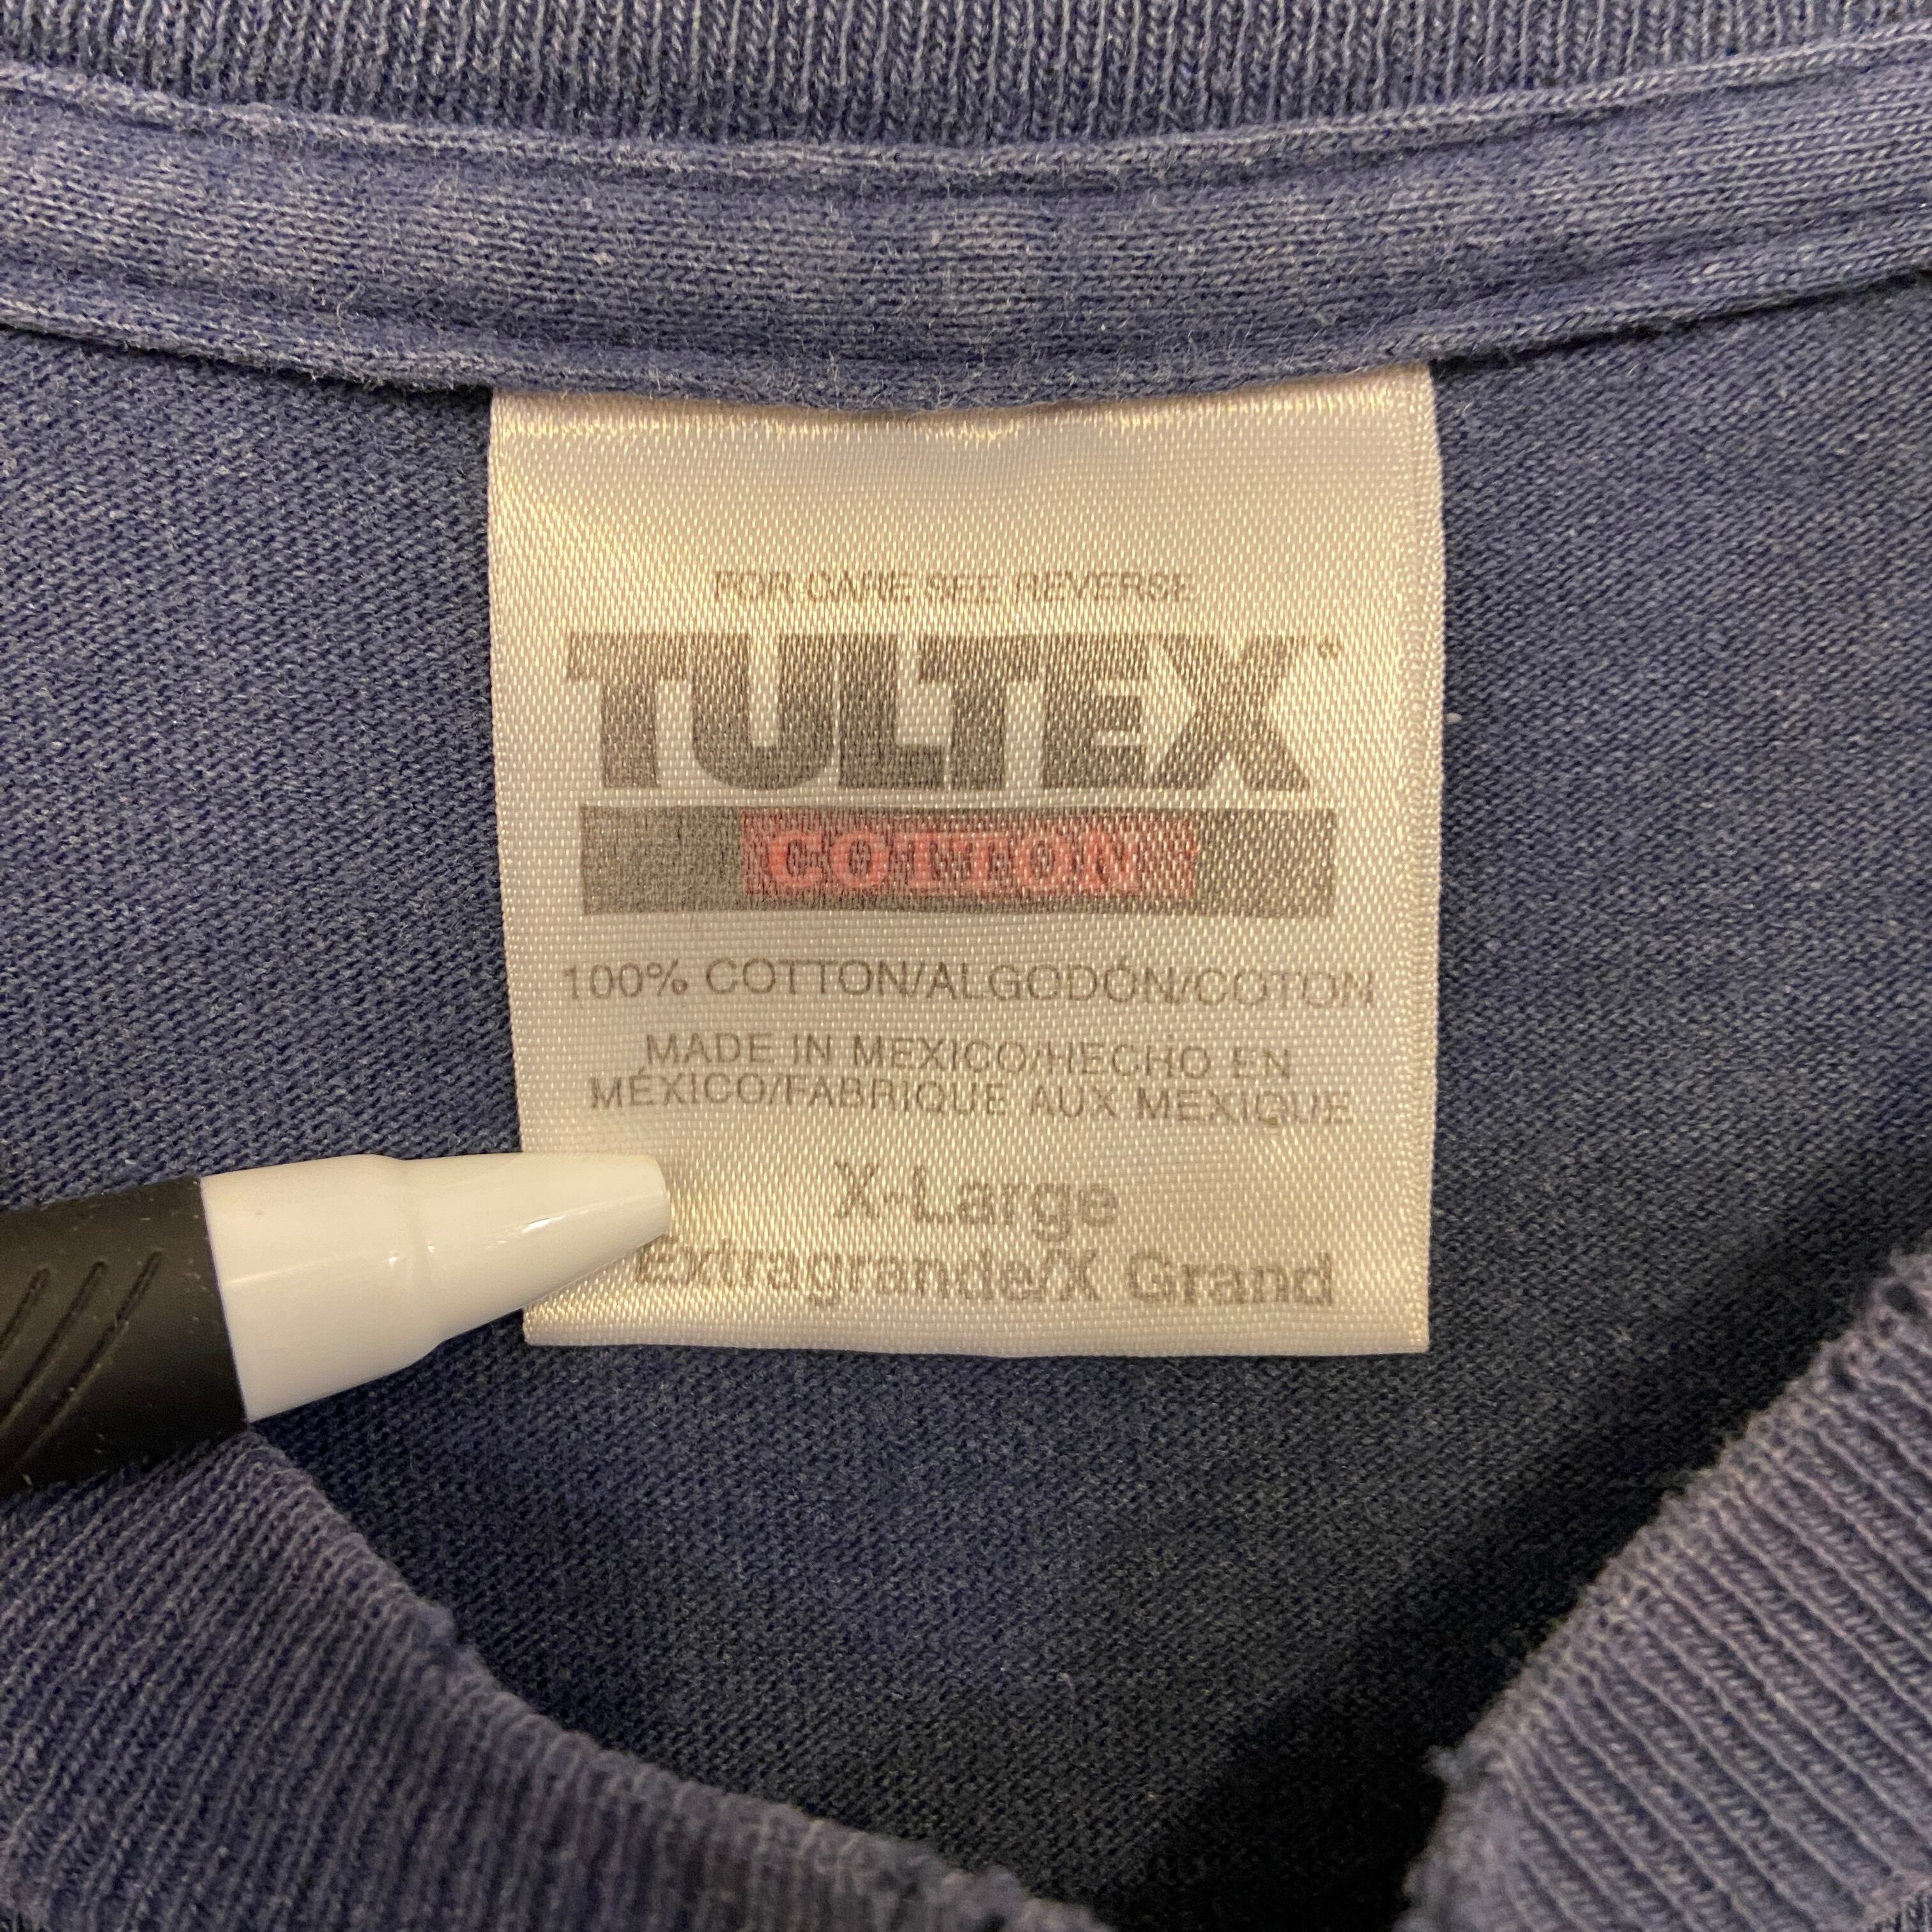 FOR CARE SEE REVERSE
TULTEX®
COTTON
100% COTTON/ALGODÓN/COTON
MADE IN MEXICO/HECHO EN
MÉXICO/FABRIQUE AUX MEXIQUE
X-Large
Extragrande/X Grand